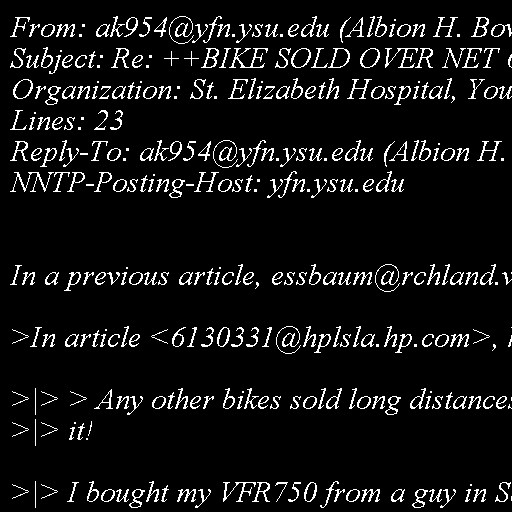 From: ak954@yfn.ysu.edu (Albion H. Bow
Subject: Re: ++BIKE SOLD OVER NET
Organization: St. Elizabeth Hospital, You
Lines: 23
Reply-To: ak954@yfn.ysu.edu (Albion H.
NNTP-Posting-Host: yfn.ysu.edu
In a previous article, essbaum@rchland.v
>In article <6130331@hplsla.hp.com>,
>|> > Any other bikes sold long distances
>|> it!
>|> I bought my VFR750 from a guy in S